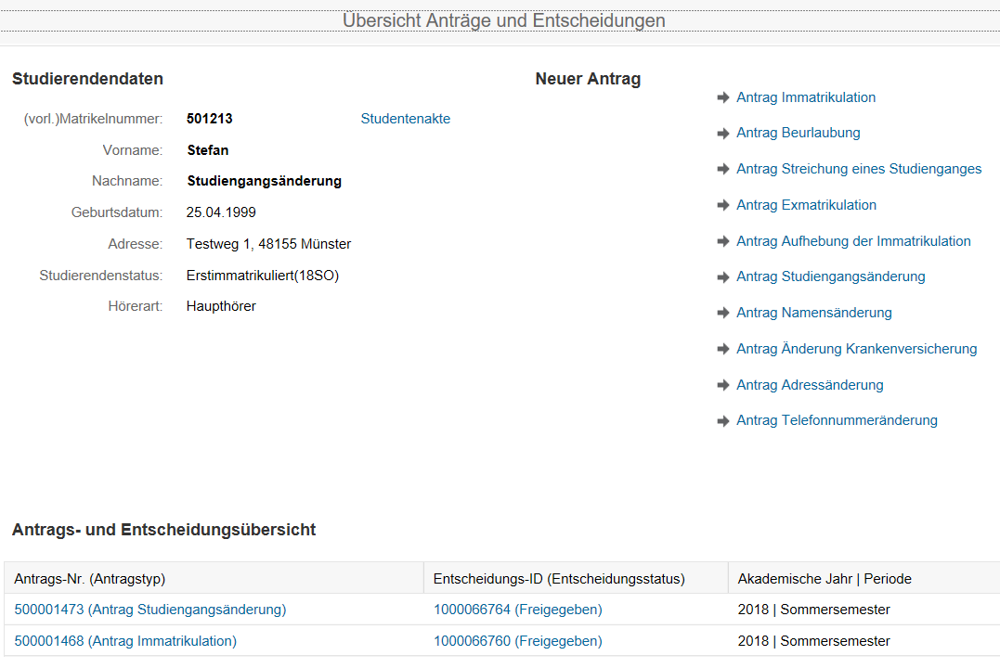 Übersicht Anträge und Entscheidungen
Studierendendaten
(vorl.)Matrikelnummer: 501213 Studentenakte
Vorname: Stefan
Nachname: Studiengangsänderung
Geburtsdatum: 25.04.1999
Adresse: Testweg 1, 48155 Münster
Studierendenstatus: Erstimmatrikuliert(18SO)
Hörerart: Haupthörer
Neuer Antrag
Antrag Immatrikulation
Antrag Beurlaubung
Antrag Streichung eines Studienganges
Antrag Exmatrikulation
Antrag Aufhebung der Immatrikulation
Antrag Studiengangsänderung
Antrag Namensänderung
Antrag Änderung Krankenversicherung
Antrag Adressänderung
Antrag Telefonnummeränderung
Antrags- und Entscheidungsübersicht
Antrags-Nr. (Antragstyp) Entscheidungs-ID (Entscheidungsstatus) Akademische Jahr | Periode
500001473 (Antrag Studiengangsänderung) 1000066764 (Freigegeben) 2018 | Sommersemester
500001468 (Antrag Immatrikulation) 1000066760 (Freigegeben) 2018 | Sommersemester